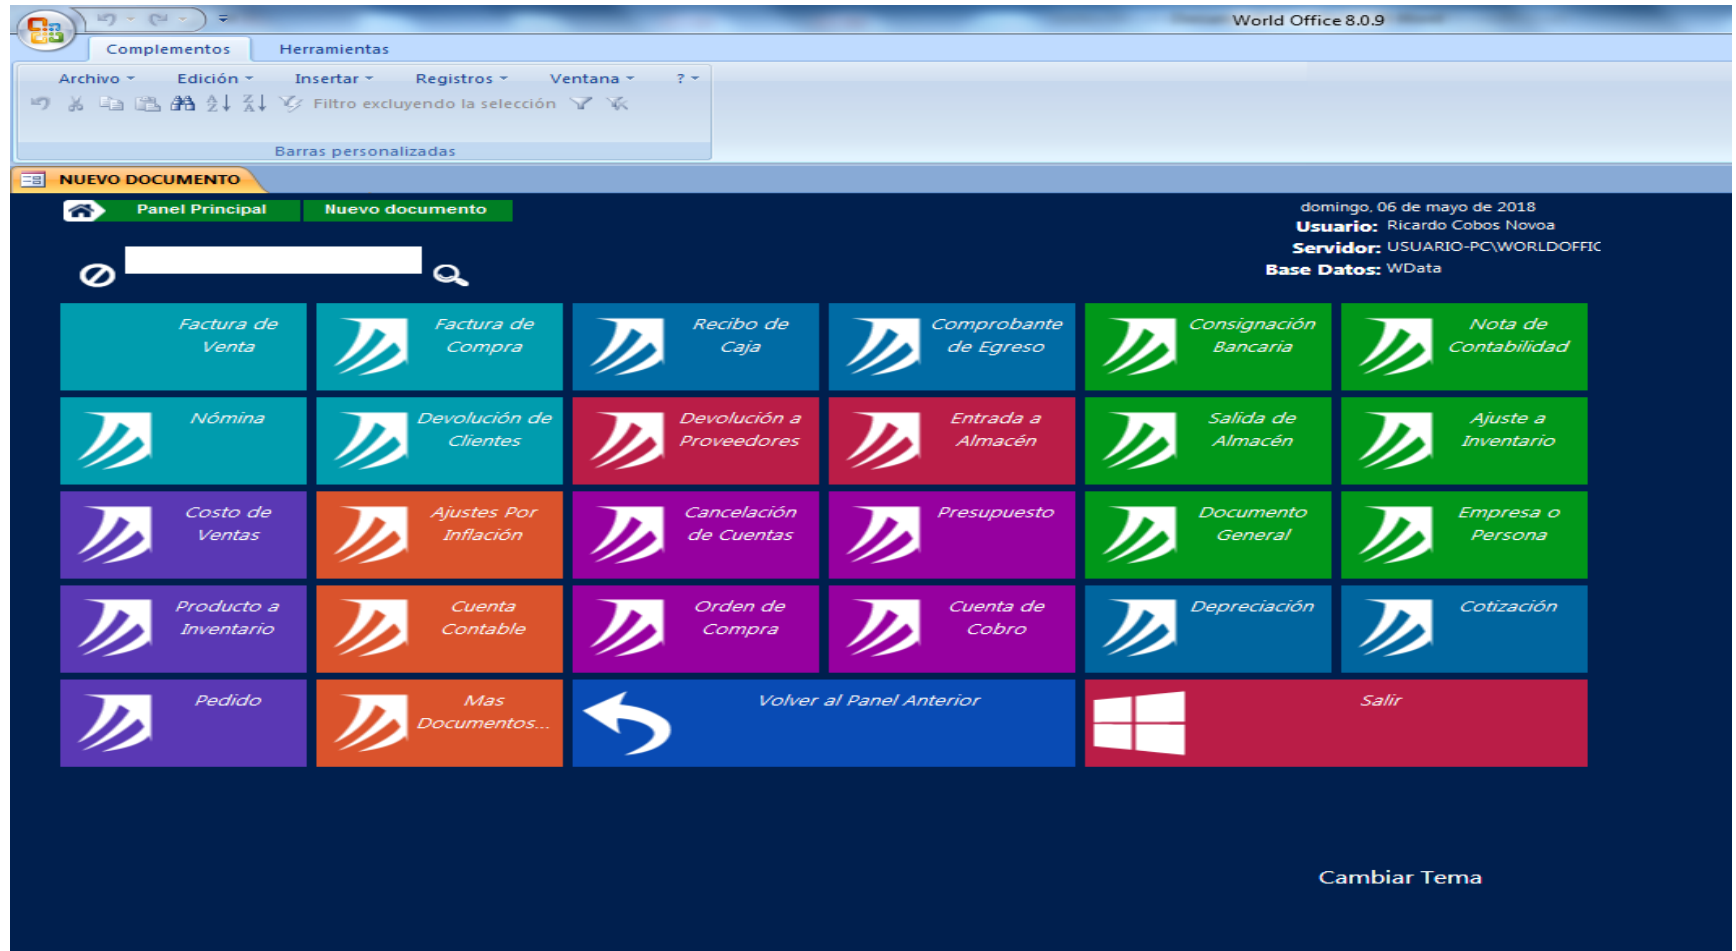 World Office 8.0.9
Complementos Herramientas
Archivo Edición Insertar Registros Ventana ?
Filtro excluyendo la selección
Barras personalizadas
NUEVO DOCUMENTO
Panel Principal Nuevo documento
domingo, 06 de mayo de 2018
Usuario: Ricardo Cobos Novoa
Servidor: USUARIO-PC\WORLDOFFIC
Base Datos: WData
Factura de
Venta
Factura de
Compra
Recibo de
Caja
Comprobante
de Egreso
Consignación
Bancaria
Nota de
Contabilidad
Nómina
Devolución de
Clientes
Devolución a
Proveedores
Entrada a
Almacén
Salida de
Almacén
Ajuste a
Inventario
Costo de
Ventas
Ajustes Por
Inflación
Cancelación
de Cuentas
Presupuesto
Documento
General
Empresa o
Persona
Producto a
Inventario
Cuenta
Contable
Orden de
Compra
Cuenta de
Cobro
Depreciación
Cotización
Pedido
Mas
Documentos...
Volver al Panel Anterior
Salir
Cambiar Tema